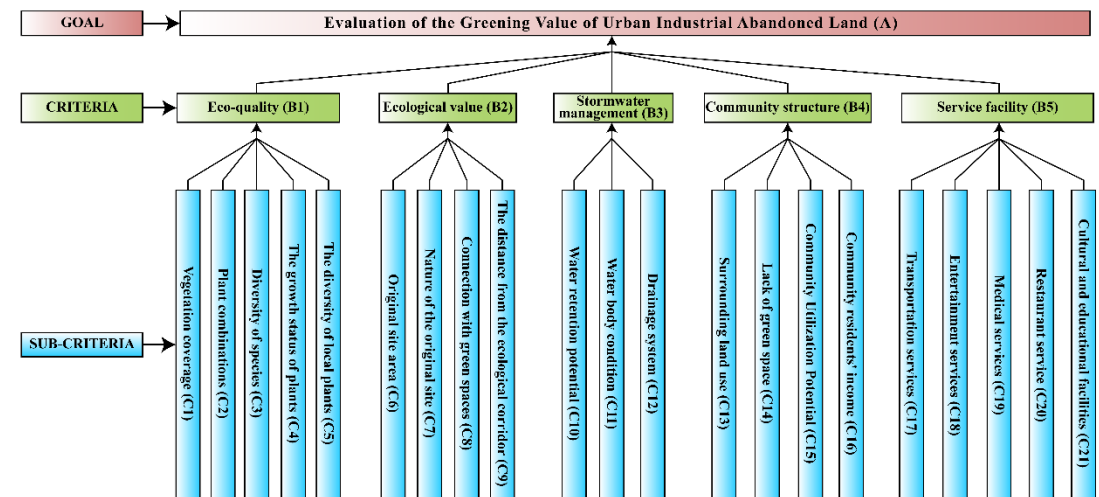 GOAL
Evaluation of the Greening Value of Urban Industrial Abandoned Land (A)
CRITERIA
Eco-quality (B1)
Ecological value (B2)
Stormwater
management (B3)
Community structure (B4)
Service facility (B5)
SUB-CRITERIA
Vegetation coverage (C1)
Plant combinations (C2)
Diversity of species (C3)
The growth status of plants (C4)
The diversity of local plants (C5)
Original site area (C6)
Nature of the original site (C7)
Connection with green spaces (C8)
The distance from the ecological corridor (C9)
Water retention potential (C10)
Water body condition (C11)
Drainage system (C12)
Surrounding land use (C13)
Lack of green space (C14)
Community Utilization Potential (C15)
Community residents' income (C16)
Transportation services (C17)
Entertainment services (C18)
Medical services (C19)
Restaurant service (C20)
Cultural and educational facilities (C21)